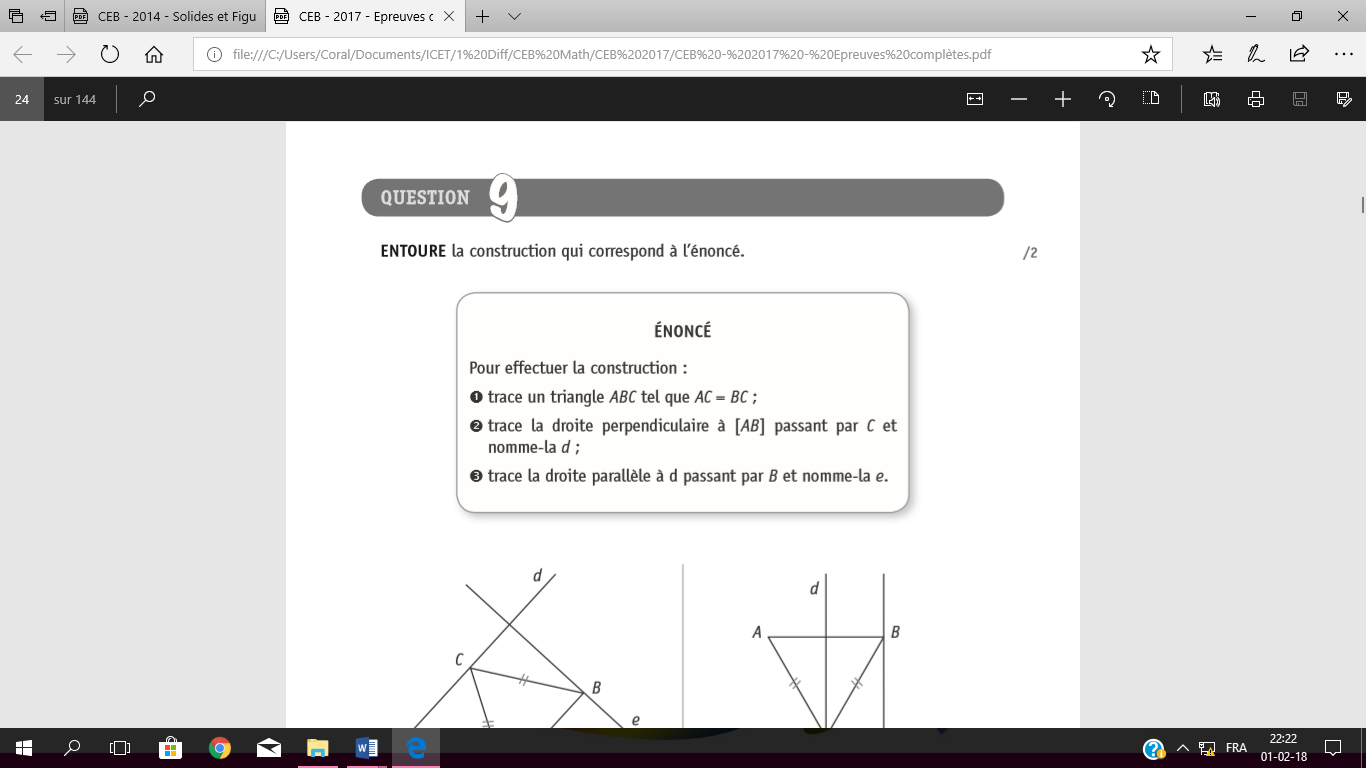 CEB - 2014 - Solides et Figu
CEB - 2017 - Epreuves c
file:///C:/Users/Coral/Documents/ICET/1%20Diff/CEB%20Math/CEB%202017/CEB%20-%202017%20-%20Epreuves%20complètes.pdf
24 sur 144
QUESTION 9
ENTOURE la construction qui correspond à l'énoncé. /2
ÉNONCÉ
Pour effectuer la construction :
❶ trace un triangle ABC tel que AC = BC ;
❷ trace la droite perpendiculaire à [AB] passant par C et
nomme-la d ;
❸ trace la droite parallèle à d passant par B et nomme-la e.
d
C
B
e
d
A
B
FRA
22:22
01-02-18